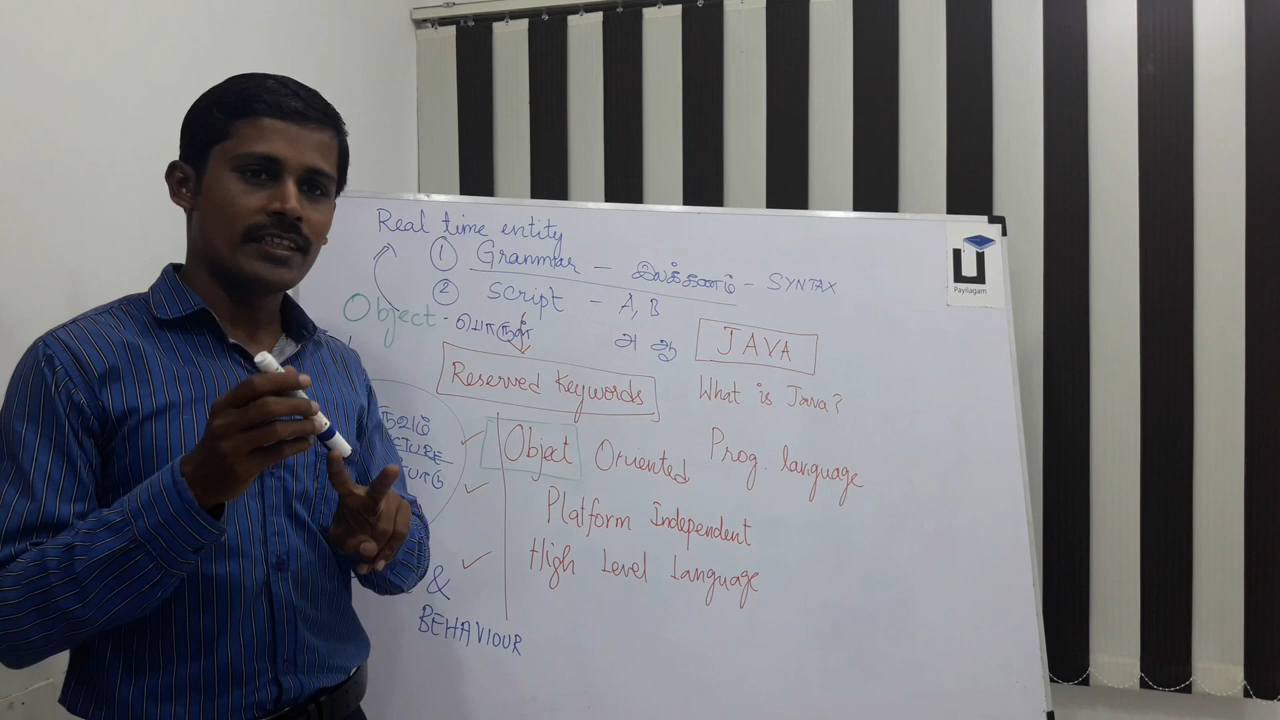 Real time entity
① Grammar – இலக்கணம் – SYNTAX
② Script – A, B
Object - பொருள்
அ ஆ
JAVA
Reserved Keywords
What is Java?
Object Oriented Prog. language
Platform Independent
High Level Language
&
BEHAVIOUR
Payilagam